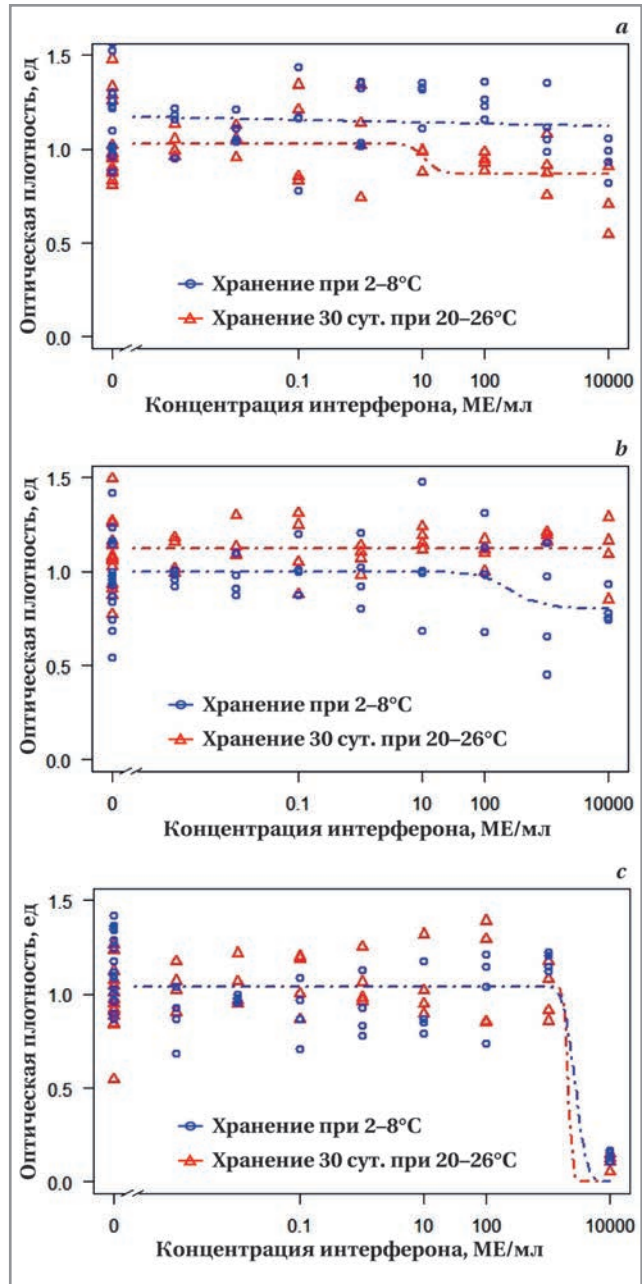 a
Оптическая плотность, ед
1.5
1.0
0.5
0.0
Хранение при 2–8°С
Хранение 30 сут. при 20–26°С
0 0.1 10 100 10000
Концентрация интерферона, МЕ/мл
b
Оптическая плотность, ед
1.5
1.0
0.5
0.0
Хранение при 2–8°С
Хранение 30 сут. при 20–26°С
0 0.1 10 100 10000
Концентрация интерферона, МЕ/мл
c
Оптическая плотность, ед
1.5
1.0
0.5
0.0
Хранение при 2–8°С
Хранение 30 сут. при 20–26°С
0 0.1 10 100 10000
Концентрация интерферона, МЕ/мл